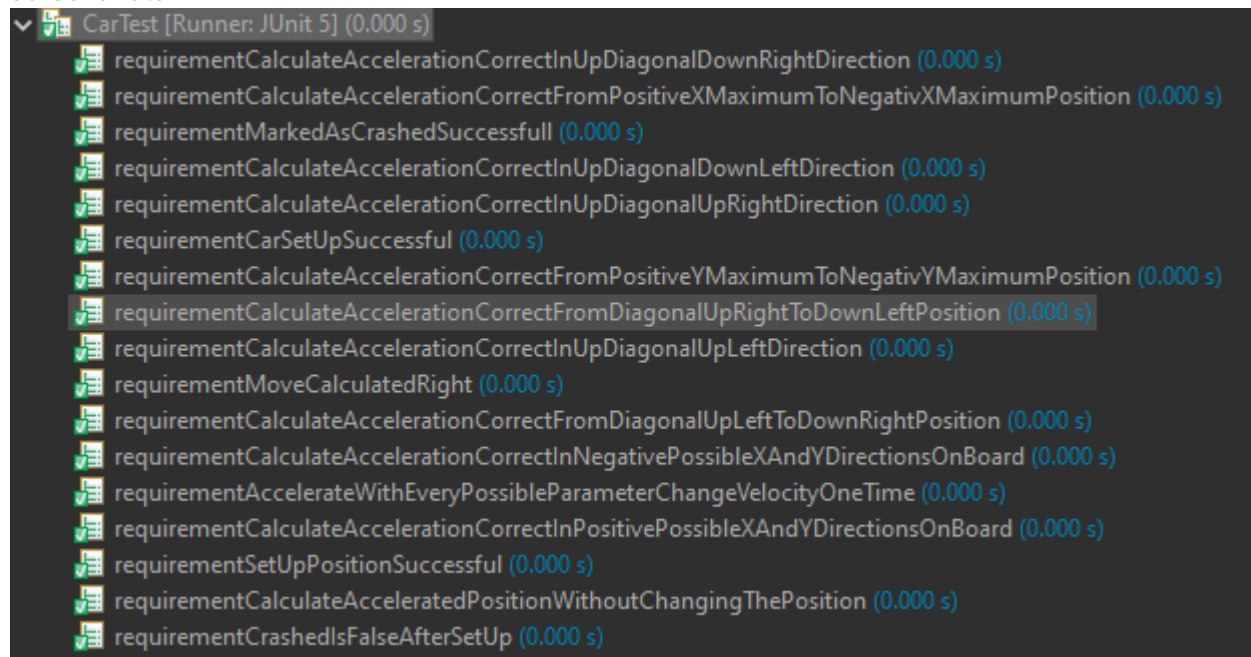 CarTest [Runner: JUnit 5] (0.000 s)
requirementCalculateAccelerationCorrectInUpDiagonalDownRightDirection (0.000 s)
requirementCalculateAccelerationCorrectFromPositiveXMaximumToNegativXMaximumPosition (0.000 s)
requirementMarkedAsCrashedSuccessfull (0.000 s)
requirementCalculateAccelerationCorrectInUpDiagonalDownLeftDirection (0.000 s)
requirementCalculateAccelerationCorrectInUpDiagonalUpRightDirection (0.000 s)
requirementCarSetUpSuccessful (0.000 s)
requirementCalculateAccelerationCorrectFromPositiveYMaximumToNegativYMaximumPosition (0.000 s)
requirementCalculateAccelerationCorrectFromDiagonalUpRightToDownLeftPosition (0.000 s)
requirementCalculateAccelerationCorrectInUpDiagonalUpLeftDirection (0.000 s)
requirementMoveCalculatedRight (0.000 s)
requirementCalculateAccelerationCorrectFromDiagonalUpLeftToDownRightPosition (0.000 s)
requirementCalculateAccelerationCorrectInNegativePossibleXAndYDirectionsOnBoard (0.000 s)
requirementAccelerateWithEveryPossibleParameterChangeVelocityOneTime (0.000 s)
requirementCalculateAccelerationCorrectInPositivePossibleXAndYDirectionsOnBoard (0.000 s)
requirementSetUpPositionSuccessful (0.000 s)
requirementCalculateAcceleratedPositionWithoutChangingThePosition (0.000 s)
requirementCrashedIsFalseAfterSetUp (0.000 s)